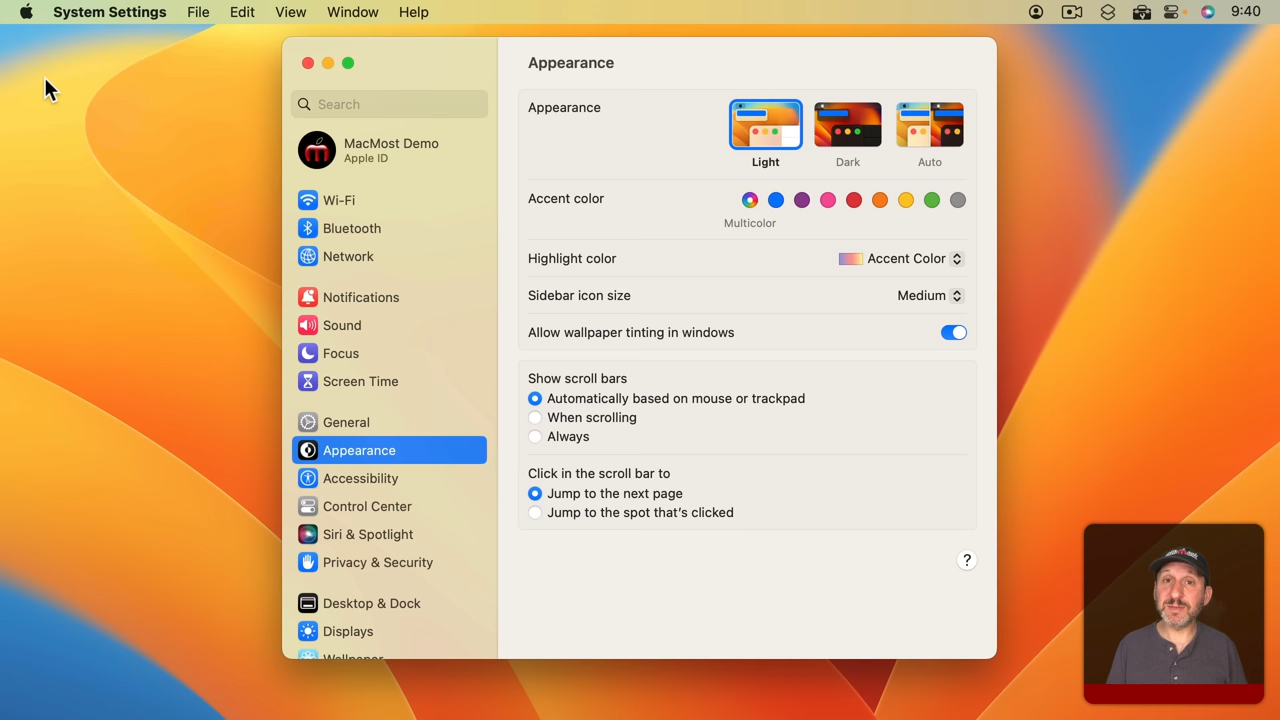 System Settings File Edit View Window Help 9:40
Appearance
Search
MacMost Demo
Apple ID
Wi-Fi
Bluetooth
Network
Notifications
Sound
Focus
Screen Time
General
Appearance
Accessibility
Control Center
Siri & Spotlight
Privacy & Security
Desktop & Dock
Displays
Wallpaper
Appearance
Light Dark Auto
Accent color
Multicolor
Highlight color Accent Color
Sidebar icon size Medium
Allow wallpaper tinting in windows
Show scroll bars
Automatically based on mouse or trackpad
When scrolling
Always
Click in the scroll bar to
Jump to the next page
Jump to the spot that's clicked
?